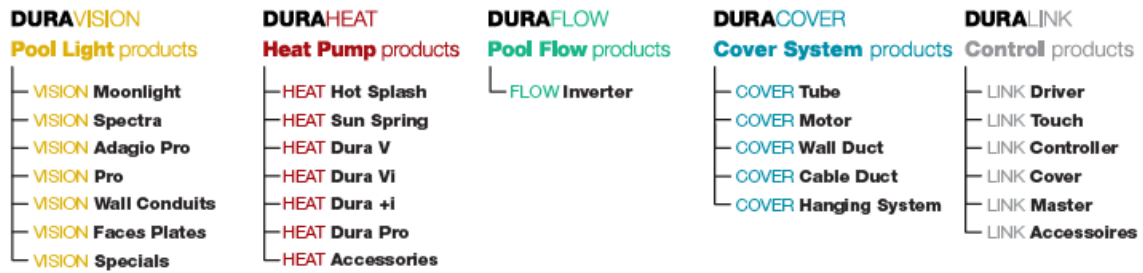 DURAVISION
Pool Light products
VISION Moonlight
VISION Spectra
VISION Adagio Pro
VISION Pro
VISION Wall Conduits
VISION Faces Plates
VISION Specials
DURAHEAT
Heat Pump products
HEAT Hot Splash
HEAT Sun Spring
HEAT Dura V
HEAT Dura Vi
HEAT Dura +i
HEAT Dura Pro
HEAT Accessories
DURAFLOW
Pool Flow products
FLOW Inverter
DURACOVER
Cover System products
COVER Tube
COVER Motor
COVER Wall Duct
COVER Cable Duct
COVER Hanging System
DURALINK
Control products
LINK Driver
LINK Touch
LINK Controller
LINK Cover
LINK Master
LINK Accessoires